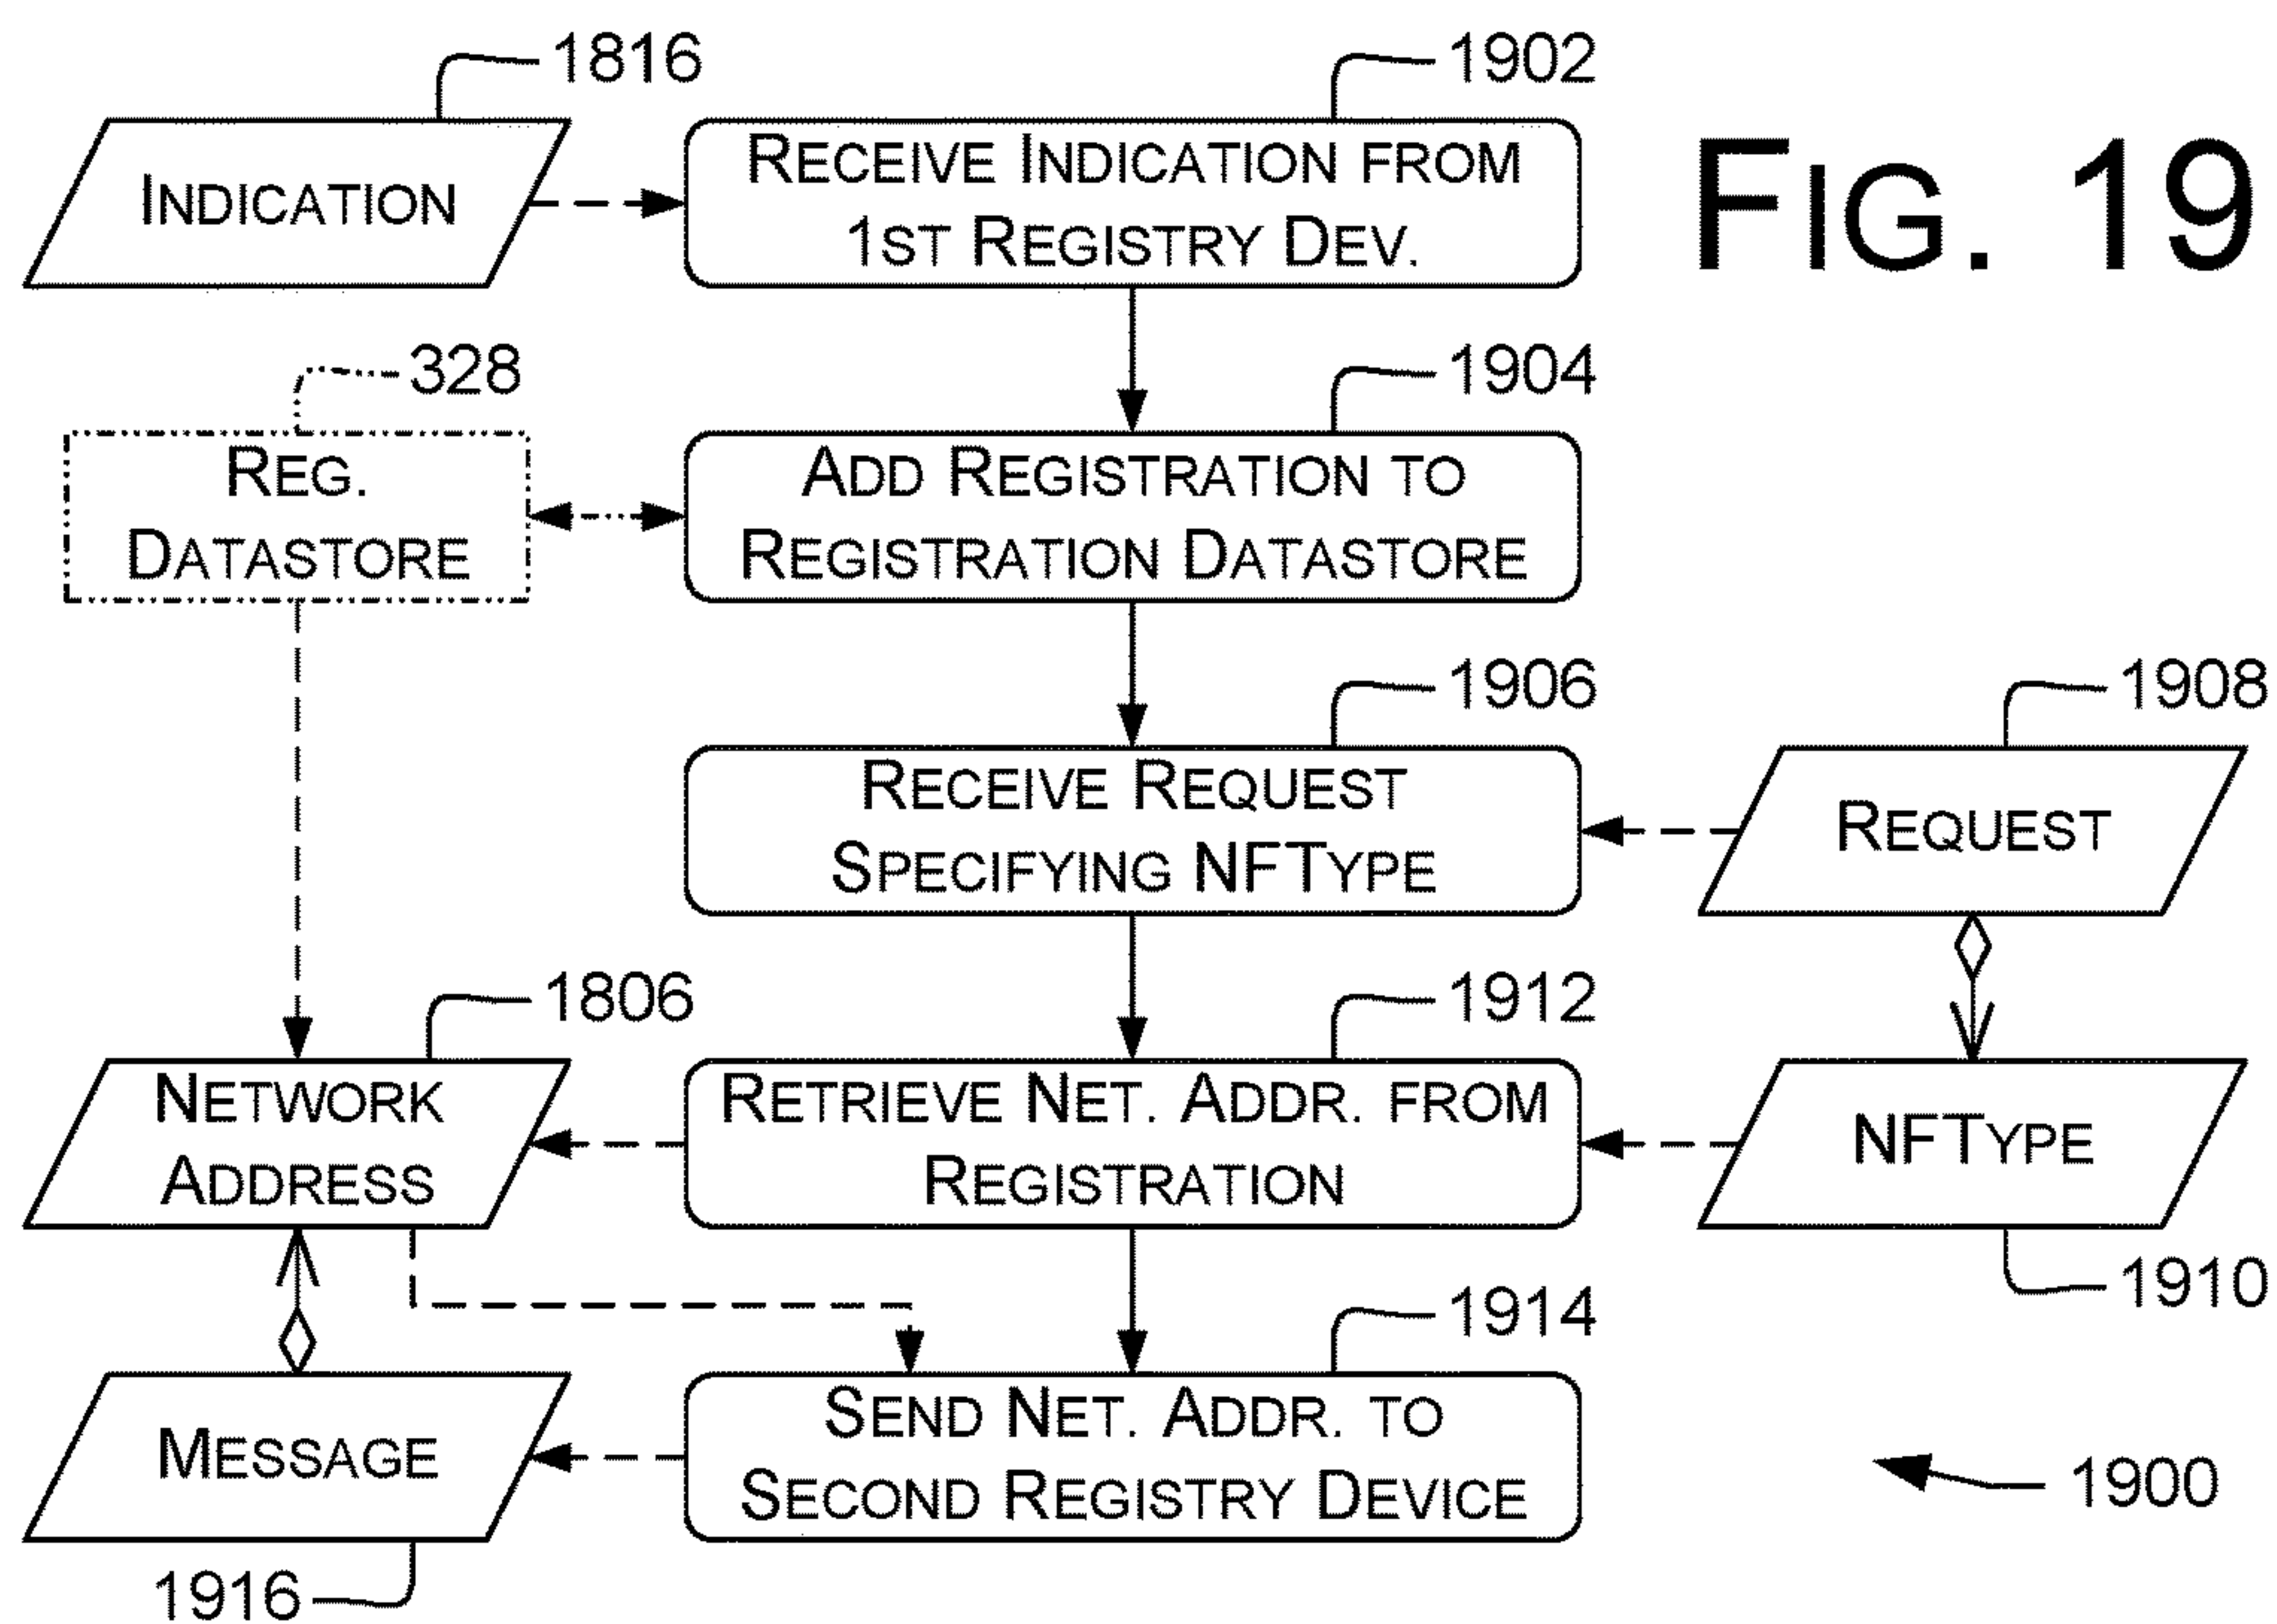 1816
1902
FIG. 19
INDICATION
RECEIVE INDICATION FROM
1ST REGISTRY DEV.
328
1904
REG.
DATASTORE
ADD REGISTRATION TO
REGISTRATION DATASTORE
1906
1908
RECEIVE REQUEST
SPECIFYING NFTYPE
REQUEST
1806
1912
NETWORK
ADDRESS
RETRIEVE NET. ADDR. FROM
REGISTRATION
NFTYPE
1910
1914
MESSAGE
SEND NET. ADDR. TO
SECOND REGISTRY DEVICE
1900
1916